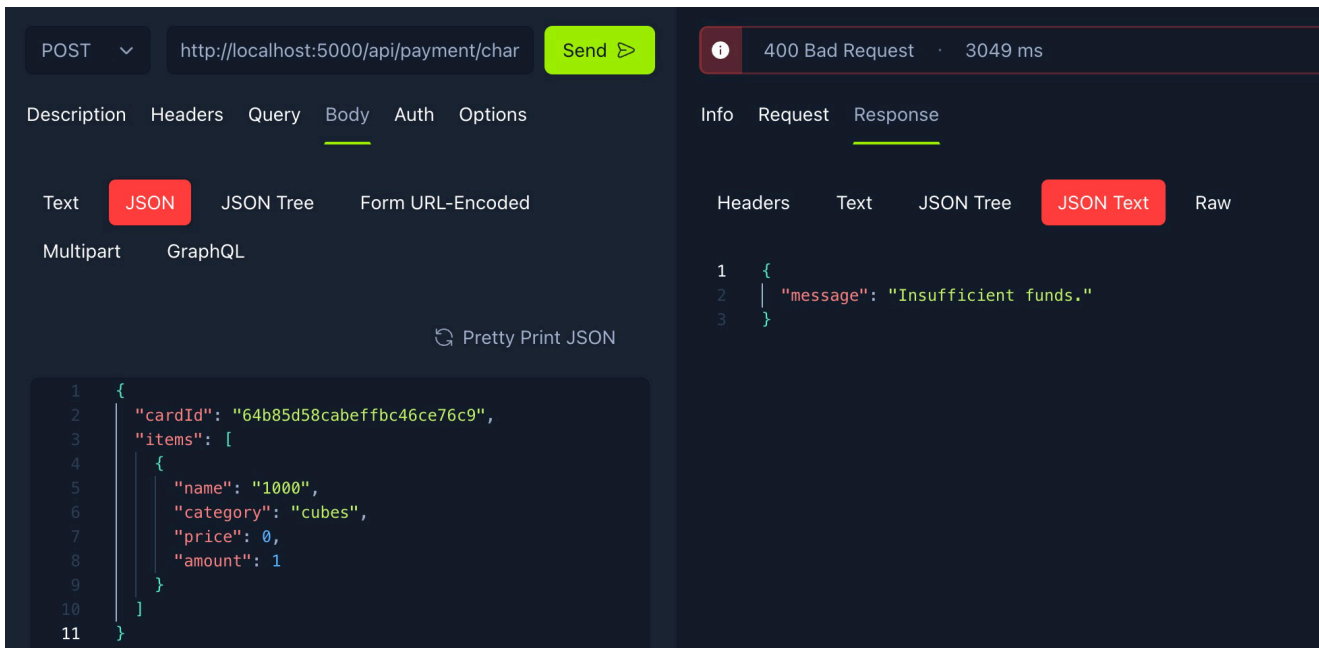 POST http://localhost:5000/api/payment/char Send
Description Headers Query Body Auth Options
Text JSON JSON Tree Form URL-Encoded
Multipart GraphQL
Pretty Print JSON
1 {
2 "cardId": "64b85d58cabeffbc46ce76c9",
3 "items": [
4 {
5 "name": "1000",
6 "category": "cubes",
7 "price": 0,
8 "amount": 1
9 }
10 ]
11 }
400 Bad Request · 3049 ms
Info Request Response
Headers Text JSON Tree JSON Text Raw
1 {
2 "message": "Insufficient funds."
3 }